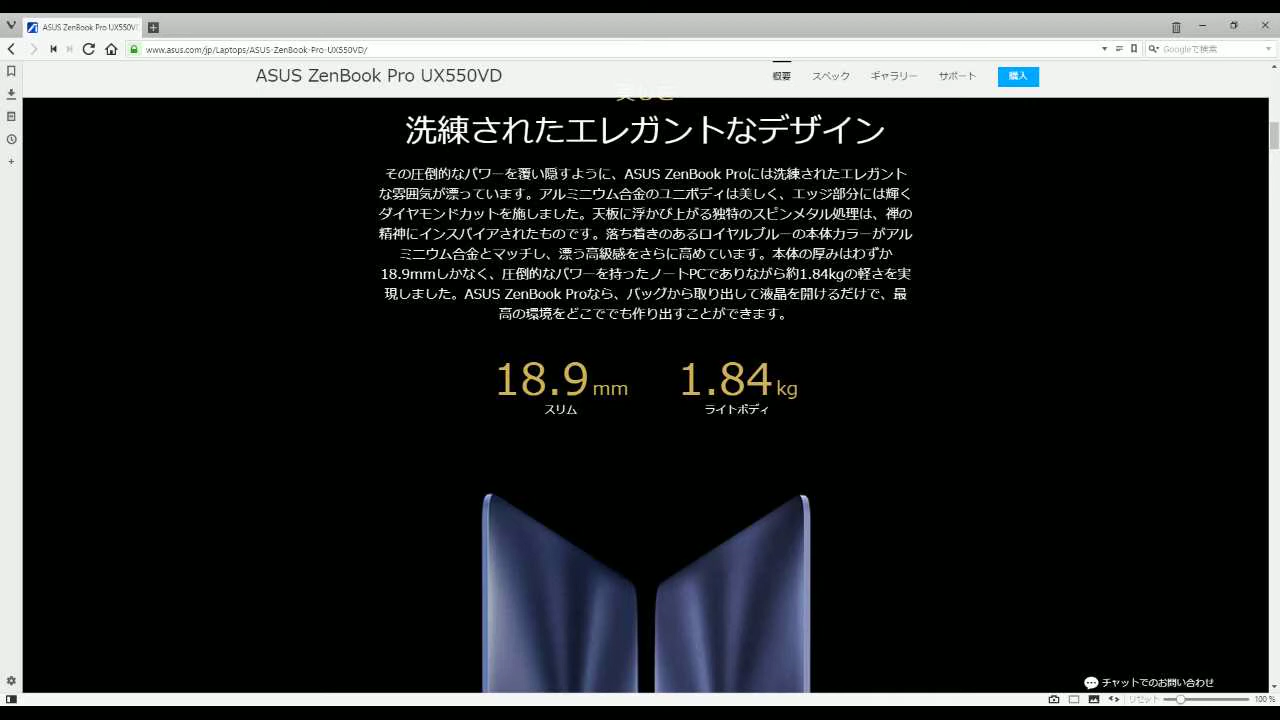 ASUS ZenBook Pro UX550VD
www.asus.com/jp/Laptops/ASUS-ZenBook-Pro-UX550VD/
Googleで検索
ASUS ZenBook Pro UX550VD
概要
スペック
ギャラリー
サポート
購入
美しさ
洗練されたエレガントなデザイン
その圧倒的なパワーを覆い隠すように、ASUS ZenBook Proには洗練されたエレガント
な雰囲気が漂っています。アルミニウム合金のユニボディは美しく、エッジ部分には輝く
ダイヤモンドカットを施しました。天板に浮かび上がる独特のスピンメタル処理は、禅の
精神にインスパイアされたものです。落ち着きのあるロイヤルブルーの本体カラーがアル
ミニウム合金とマッチし、漂う高級感をさらに高めています。本体の厚みはわずか
18.9mmしかなく、圧倒的なパワーを持ったノートPCでありながら約1.84kgの軽さを実
現しました。ASUS ZenBook Proなら、バッグから取り出して液晶を開けるだけで、最
高の環境をどこででも作り出すことができます。
18.9mm
スリム
1.84kg
ライトボディ
チャットでのお問い合わせ
リセット
100 %